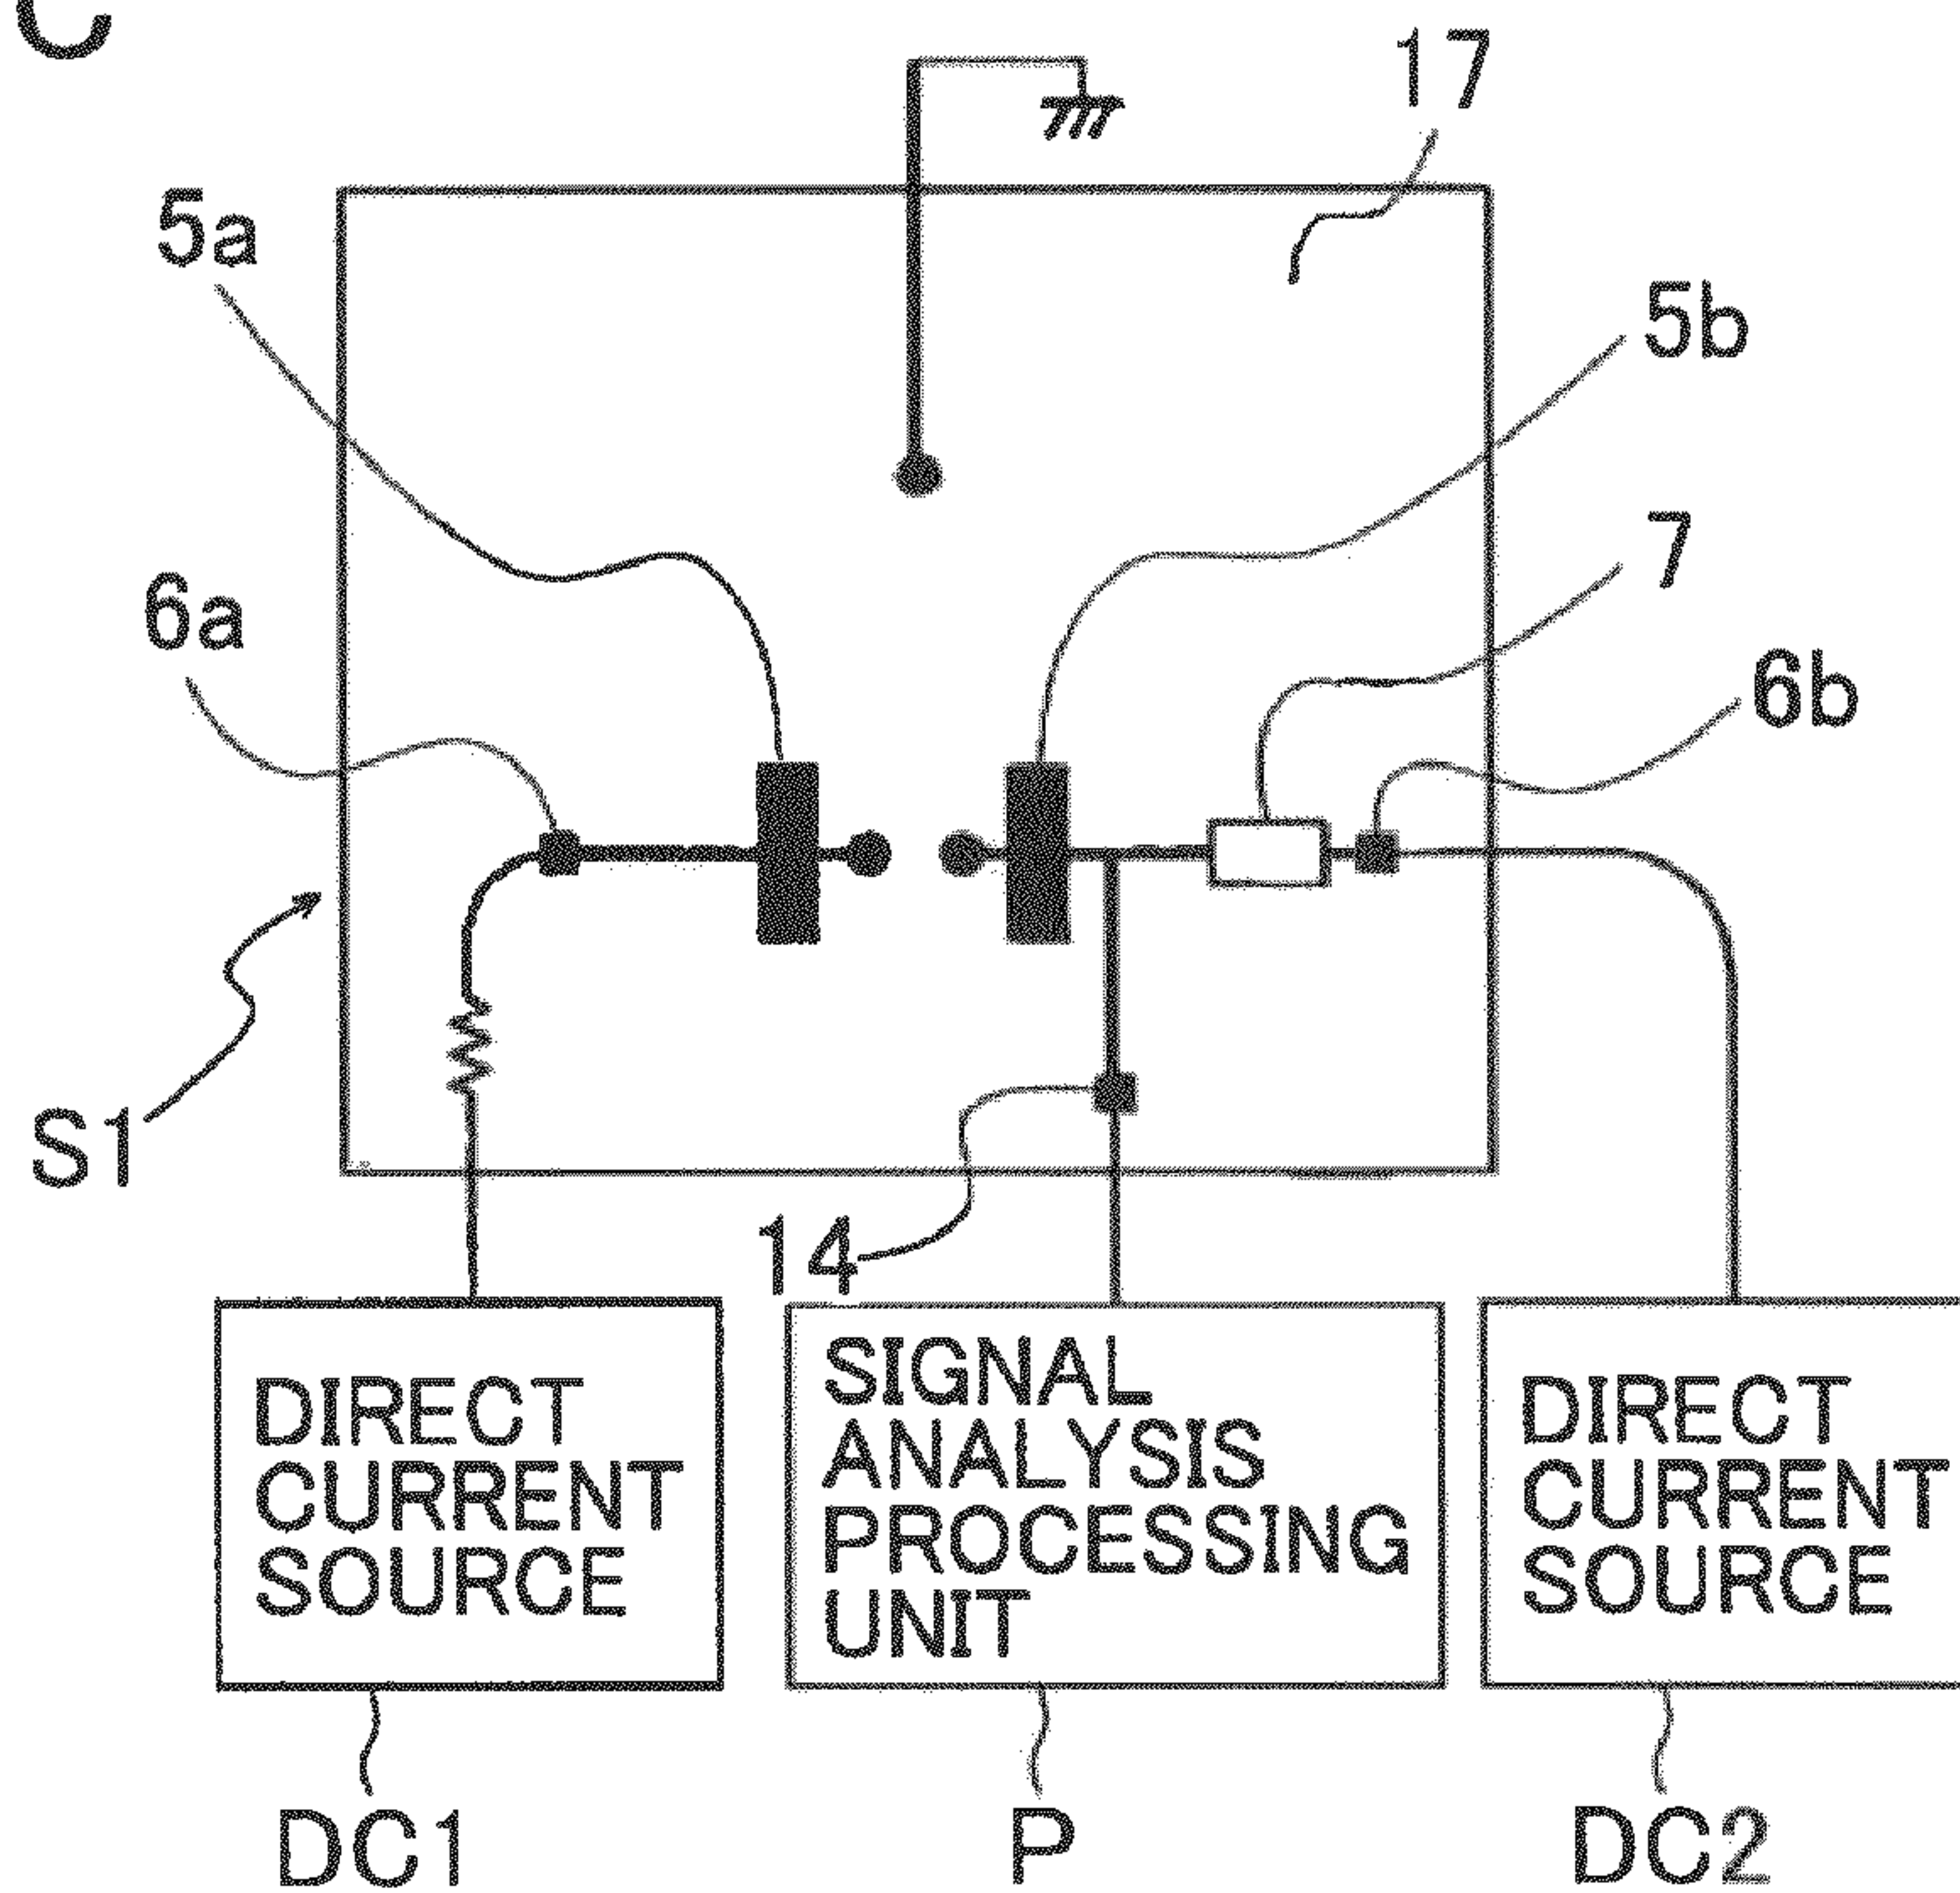 C
17
5a
5b
7
6a
6b
S1
14
DIRECT
CURRENT
SOURCE
SIGNAL
ANALYSIS
PROCESSING
UNIT
DIRECT
CURRENT
SOURCE
DC1
P
DC2